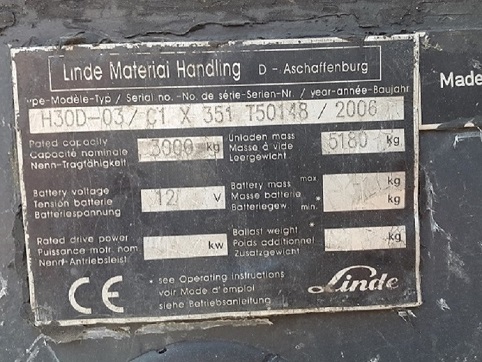 Linde Material Handling D - Aschaffenburg
Made
ype-Modèle-Typ / Serial no.-No. de série-Serien-Nr. / year-année-Baujahr
H30D-03/ C1 X 351 T50148 / 2006
Rated capacity
Capacité nominale
Nenn-Tragfähigkeit
3000 kg
Unladen mass
Masse à vide
Leergewicht
5180 kg
Battery voltage
Tension batterie
Batteriespannung
12 V
Battery mass
Masse batterie
Batteriegew.
max. kg
min. * kg
Rated drive power
Puissance motr. nom
Nenn-Antriebsleist
kw
Ballast weight *
Poids additionnel
Zusatzgewicht
kg
CE
* see Operating instructions
voir Mode d'emploi
siehe Betriebsanleitung
Linde